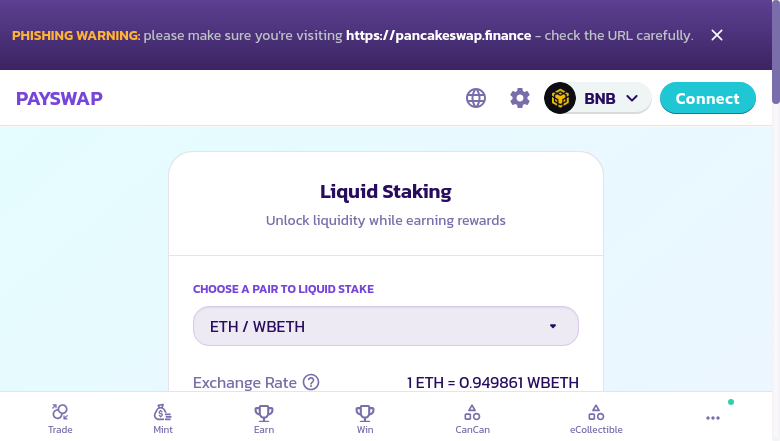 PHISHING WARNING: please make sure you're visiting https://pancakeswap.finance - check the URL carefully.
PAYSWAP
BNB
Connect
Liquid Staking
Unlock liquidity while earning rewards
CHOOSE A PAIR TO LIQUID STAKE
ETH / WBETH
Exchange Rate
1 ETH = 0.949861 WBETH
Trade
Mint
Earn
Win
CanCan
eCollectible